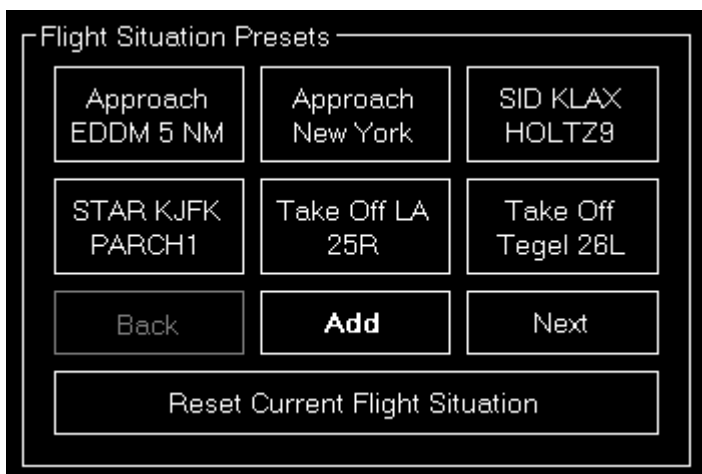 Flight Situation Presets
Approach
EDDM 5 NM
Approach
New York
SID KLAX
HOLTZ9
STAR KJFK
PARCH1
Take Off LA
25R
Take Off
Tegel 26L
Back
Add
Next
Reset Current Flight Situation